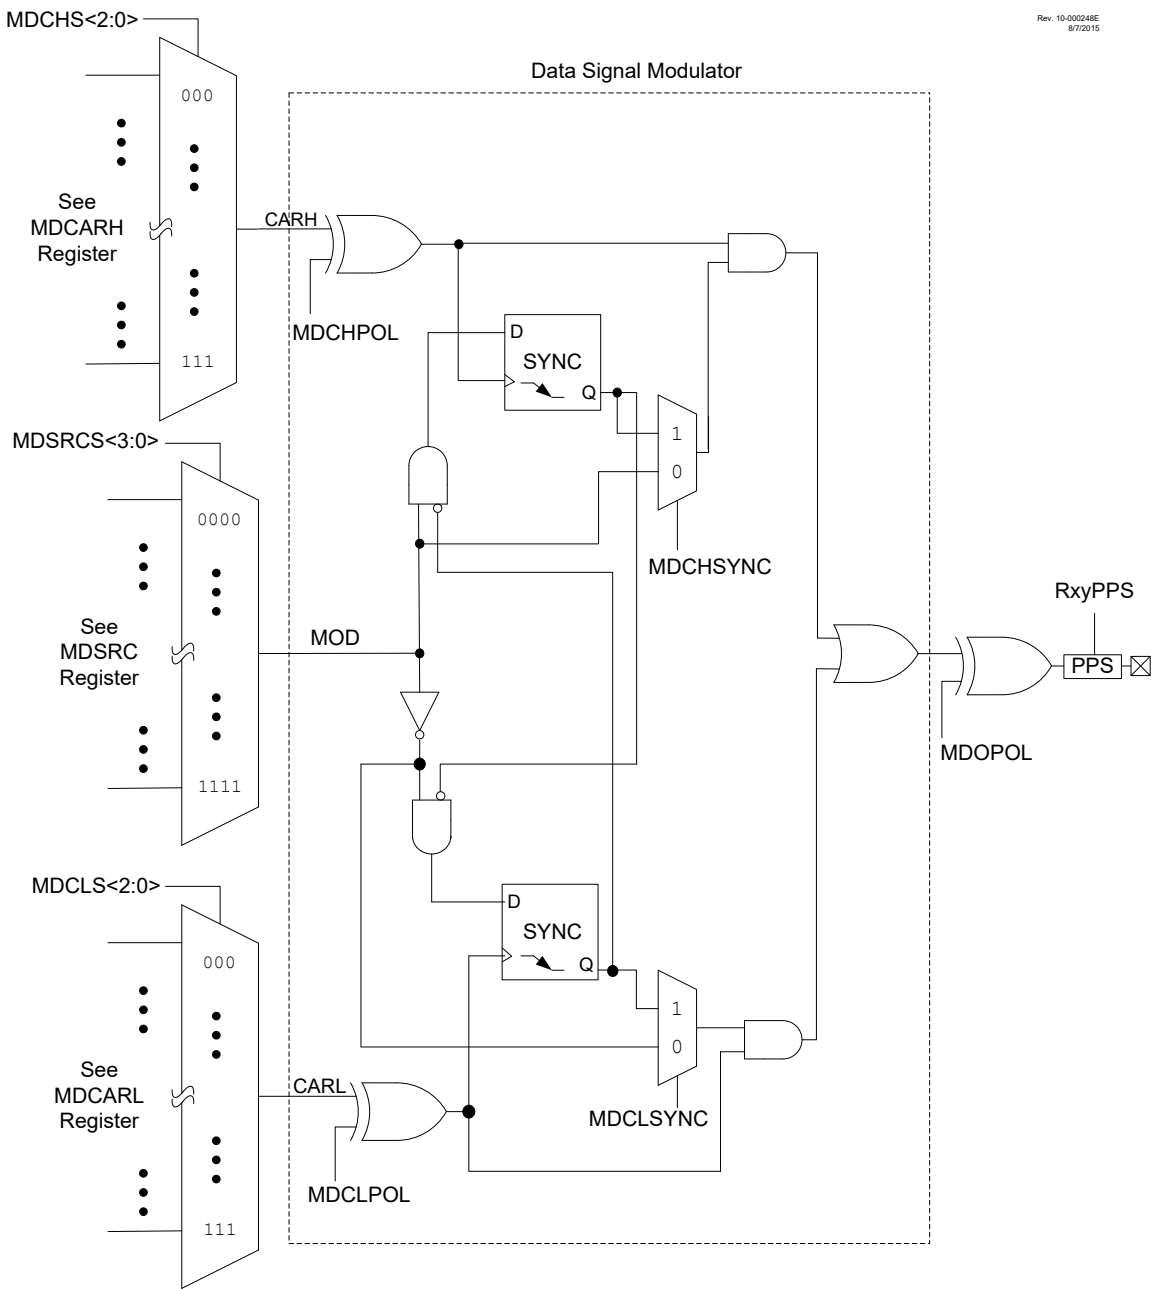 MDCHS<2:0>
Rev. 10-000248E
8/7/2015
Data Signal Modulator
000
See
MDCARH
Register
CARH
111
MDCHPOL
D
SYNC
Q
1
0
MDCHSYNC
MDSRCS<3:0>
0000
See
MDSRC
Register
MOD
1111
RxyPPS
PPS
MDOPOL
MDCLS<2:0>
000
D
SYNC
Q
1
0
MDCLSYNC
See
MDCARL
Register
CARL
MDCLPOL
111